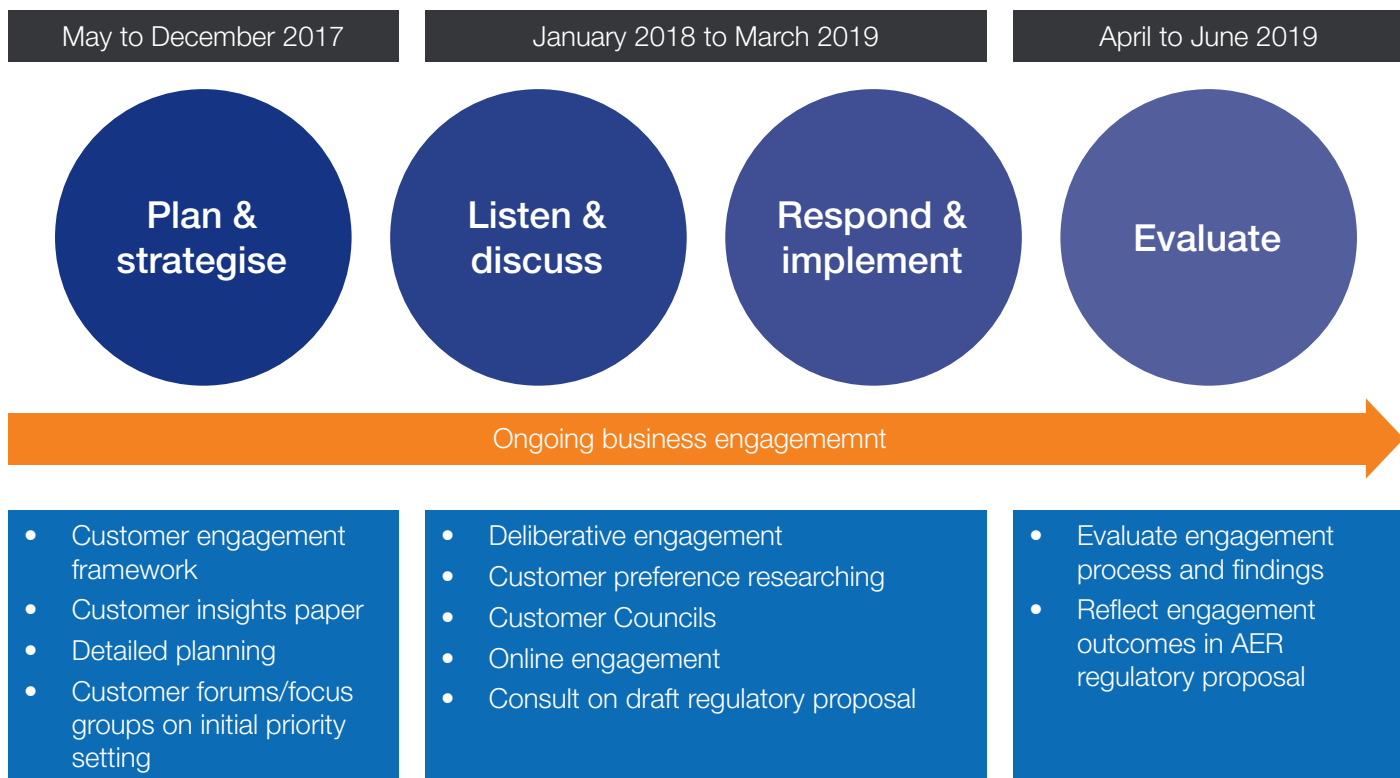 May to December 2017
January 2018 to March 2019
April to June 2019
Plan &
strategise
Listen &
discuss
Respond &
implement
Evaluate
Ongoing business engagememnt
• Customer engagement
framework
• Customer insights paper
• Detailed planning
• Customer forums/focus
groups on initial priority
setting
• Deliberative engagement
• Customer preference researching
• Customer Councils
• Online engagement
• Consult on draft regulatory proposal
• Evaluate engagement
process and findings
• Reflect engagement
outcomes in AER
regulatory proposal